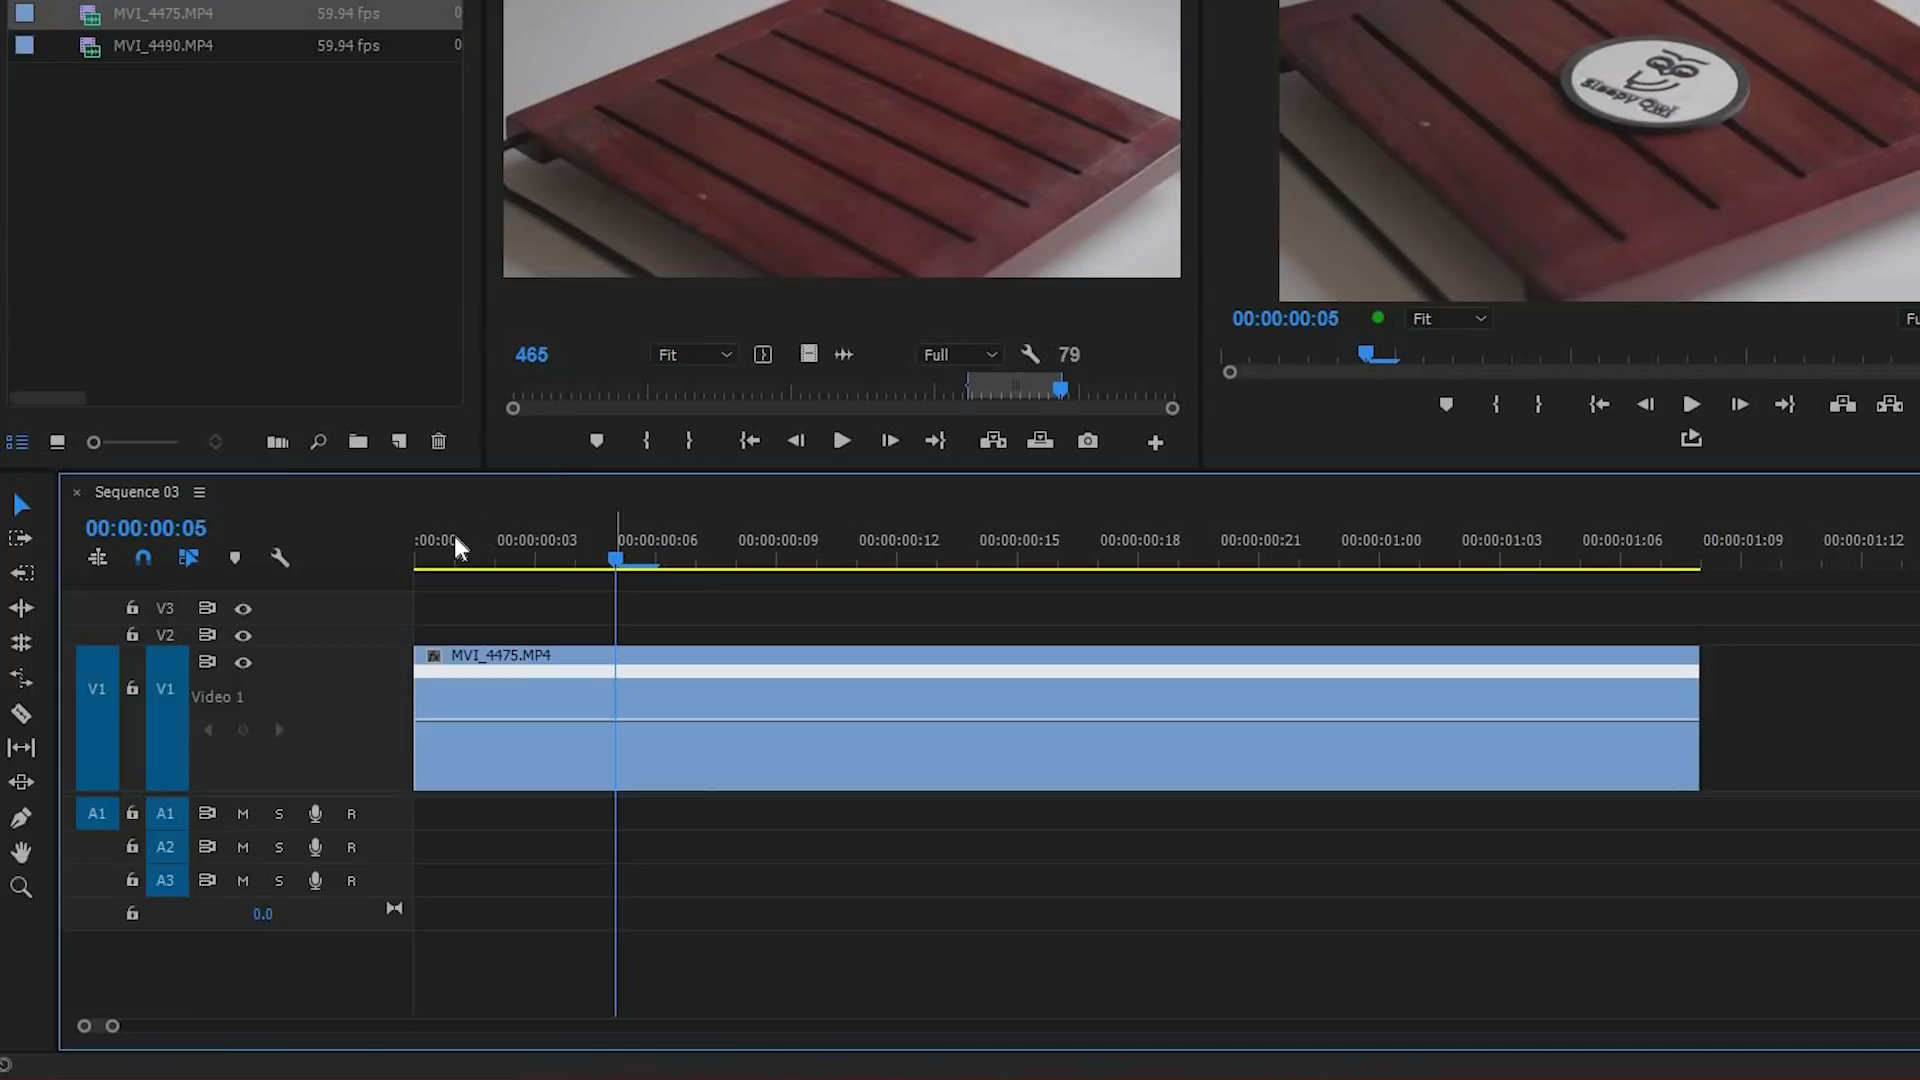 MVI_4475.MP4 59.94 fps 0
MVI_4490.MP4 59.94 fps 0
Sleepy Owl
465 Fit Full 79
00:00:00:05 Fit Fu
Sequence 03
00:00:00:05
:00:00 00:00:00:03 00:00:00:06 00:00:00:09 00:00:00:12 00:00:00:15 00:00:00:18 00:00:00:21 00:00:01:00 00:00:01:03 00:00:01:06 00:00:01:09 00:00:01:12
V3
V2
fx MVI_4475.MP4
V1 V1 Video 1
A1 A1 M S R
A2 M S R
A3 M S R
0.0